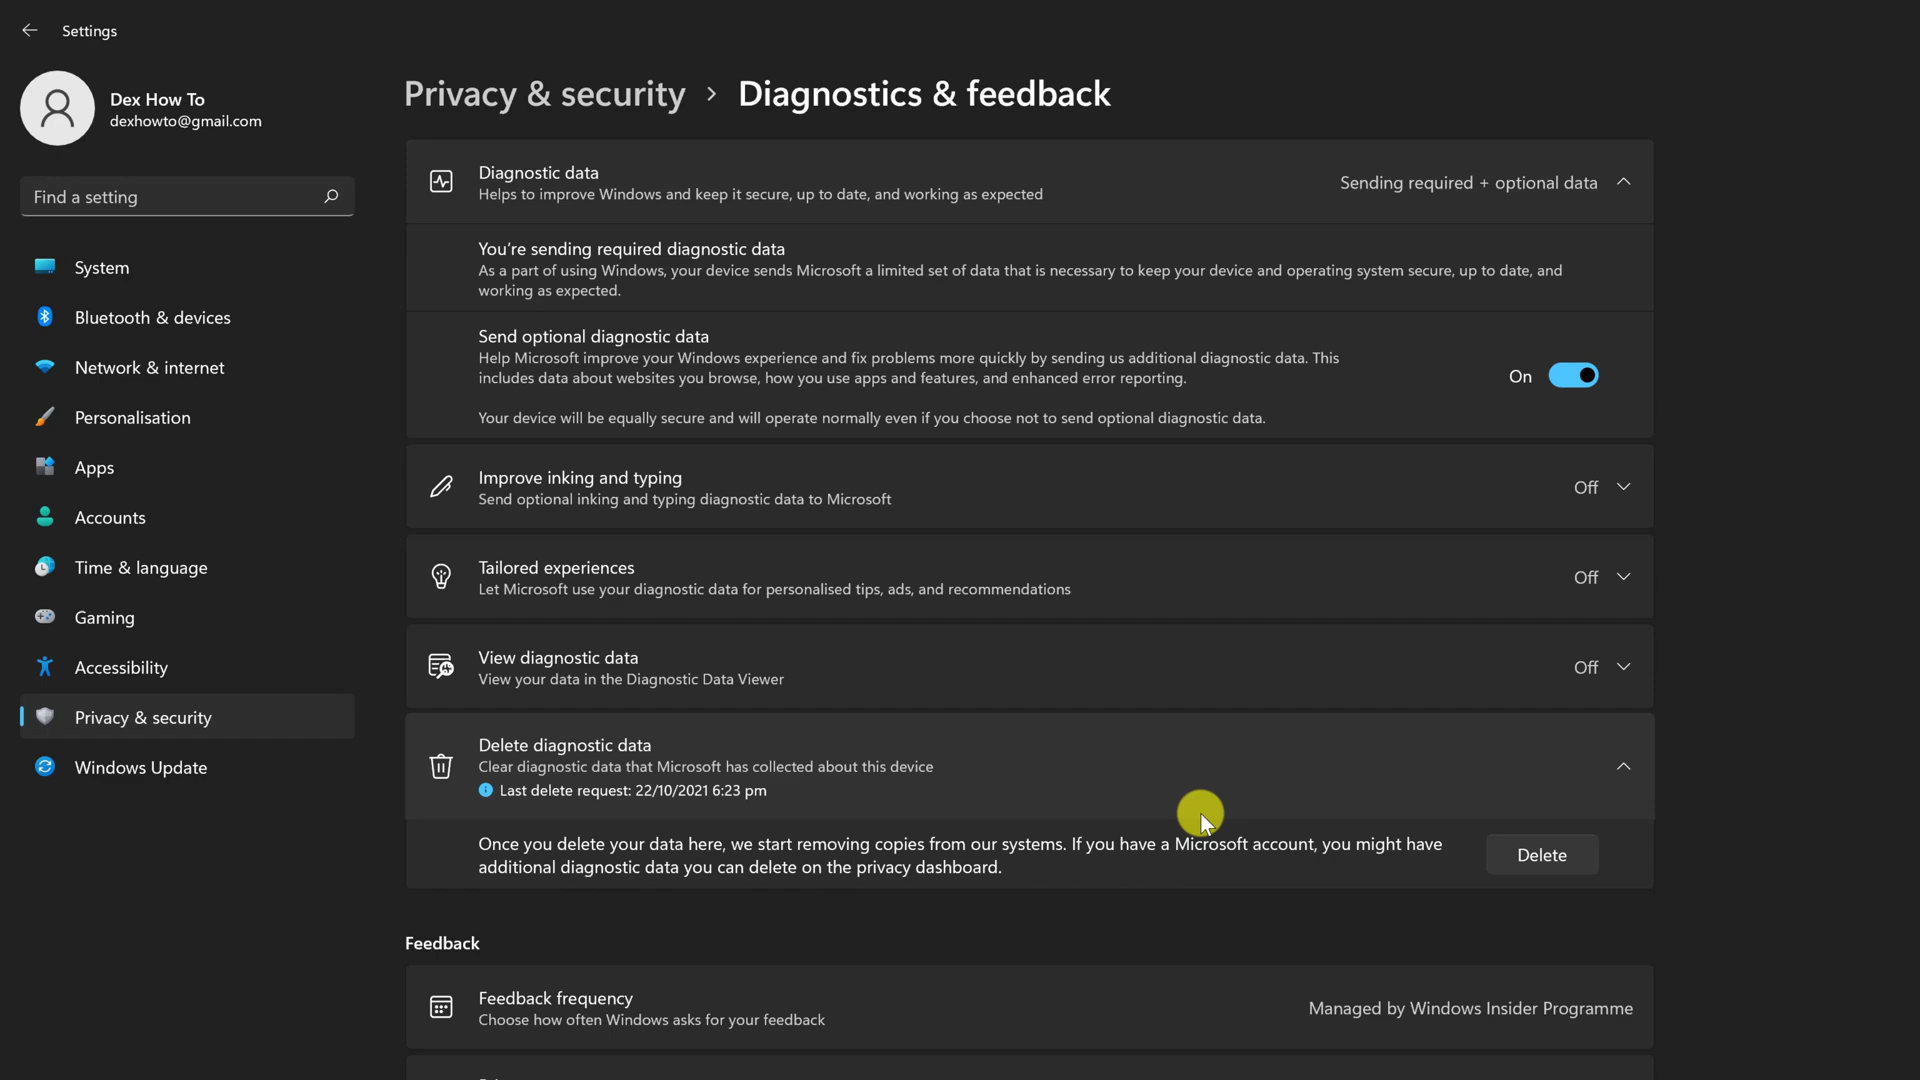 Settings
Dex How To
dexhowto@gmail.com
Find a setting
System
Bluetooth & devices
Network & internet
Personalisation
Apps
Accounts
Time & language
Gaming
Accessibility
Privacy & security
Windows Update
Privacy & security > Diagnostics & feedback
Diagnostic data
Helps to improve Windows and keep it secure, up to date, and working as expected
Sending required + optional data
You're sending required diagnostic data
As a part of using Windows, your device sends Microsoft a limited set of data that is necessary to keep your device and operating system secure, up to date, and
working as expected.
Send optional diagnostic data
Help Microsoft improve your Windows experience and fix problems more quickly by sending us additional diagnostic data. This
includes data about websites you browse, how you use apps and features, and enhanced error reporting.
On
Your device will be equally secure and will operate normally even if you choose not to send optional diagnostic data.
Improve inking and typing
Send optional inking and typing diagnostic data to Microsoft
Off
Tailored experiences
Let Microsoft use your diagnostic data for personalised tips, ads, and recommendations
Off
View diagnostic data
View your data in the Diagnostic Data Viewer
Off
Delete diagnostic data
Clear diagnostic data that Microsoft has collected about this device
Last delete request: 22/10/2021 6:23 pm
Once you delete your data here, we start removing copies from our systems. If you have a Microsoft account, you might have
additional diagnostic data you can delete on the privacy dashboard.
Delete
Feedback
Feedback frequency
Choose how often Windows asks for your feedback
Managed by Windows Insider Programme